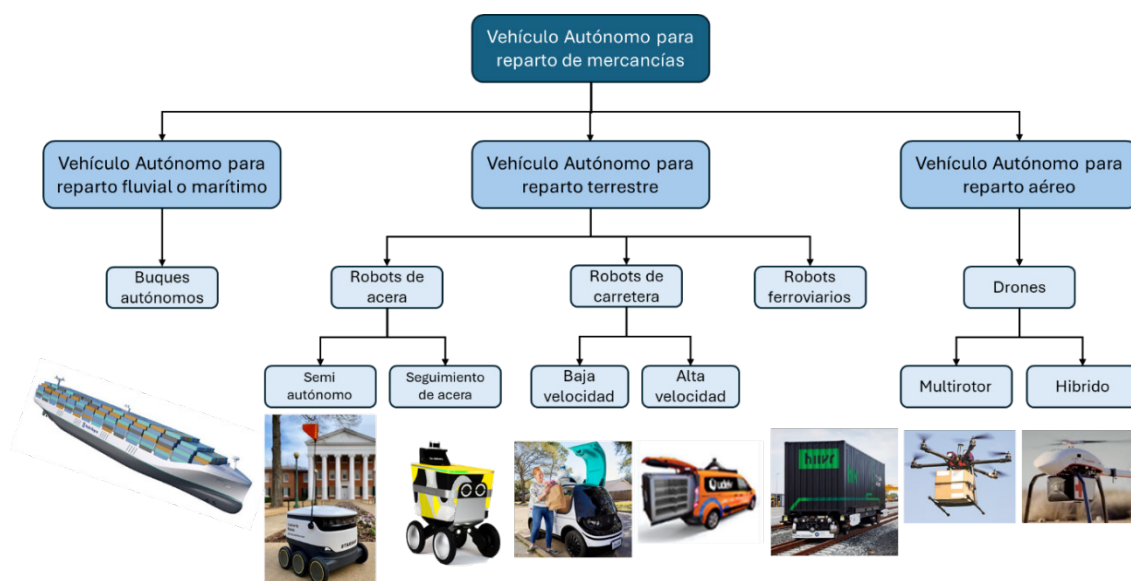 Vehículo Autónomo para
reparto de mercancías
Vehículo Autónomo para
reparto fluvial o marítimo
Vehículo Autónomo para
reparto terrestre
Vehículo Autónomo para
reparto aéreo
Buques
autónomos
Robots de
acera
Robots de
carretera
Robots
ferroviarios
Drones
Semi
autónomo
Seguimiento
de acera
Baja
velocidad
Alta
velocidad
Multirotor
Hibrido